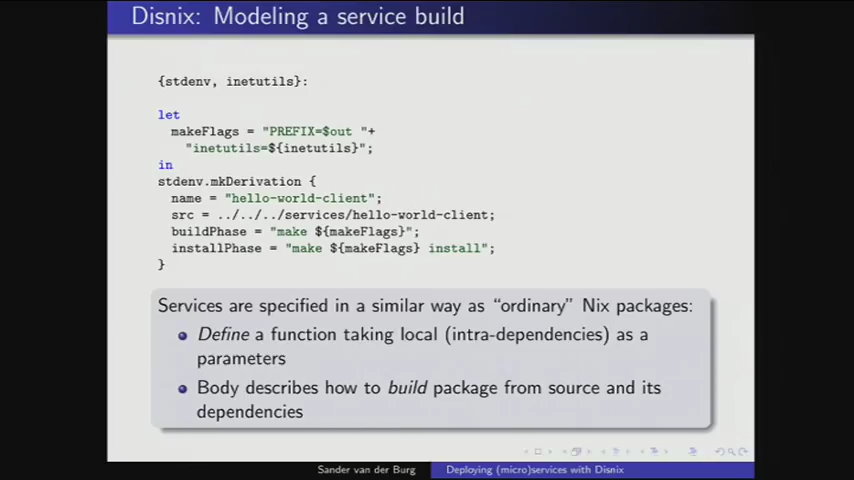 Disnix: Modeling a service build
{stdenv, inetutils}:
let
makeFlags = "PREFIX=$out "+
"inetutils=${inetutils}";
in
stdenv.mkDerivation {
name = "hello-world-client";
src = ../../../services/hello-world-client;
buildPhase = "make ${makeFlags}";
installPhase = "make ${makeFlags} install";
}
Services are specified in a similar way as “ordinary” Nix packages:
Define a function taking local (intra-dependencies) as a
parameters
Body describes how to build package from source and its
dependencies
Sander van der Burg
Deploying (micro)services with Disnix